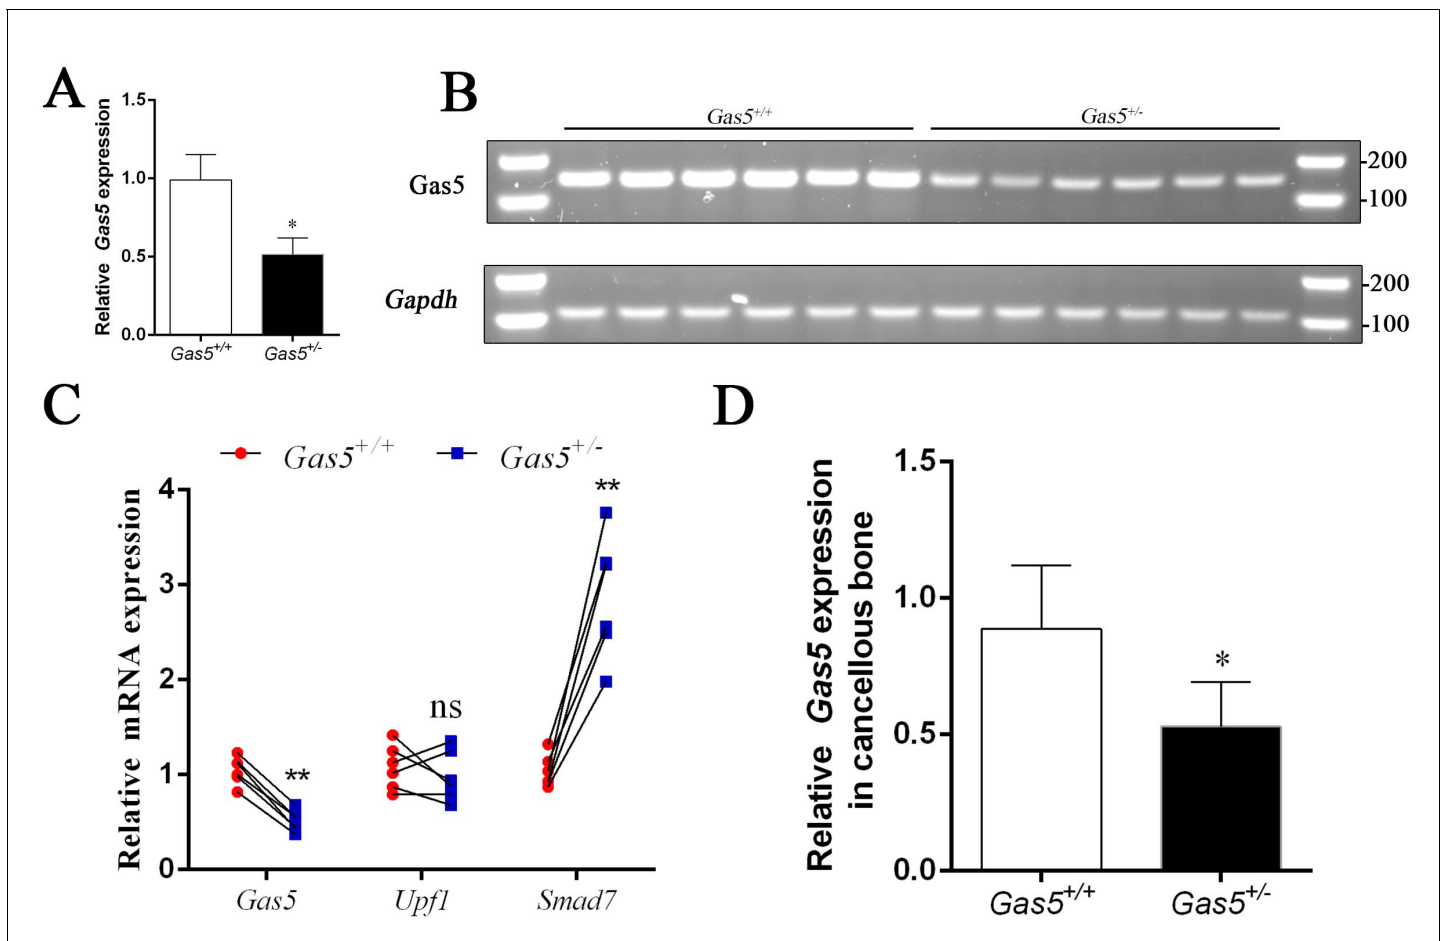 A
Relative Gas5 expression
1.5
1.0
0.5
0.0
*
Gas5+/+
Gas5+/-
B
Gas5+/+
Gas5+/-
Gas5
-200
-100
Gapdh
-200
-100
C
Gas5+/+
Gas5+/-
Relative mRNA expression
4
3
2
1
0
**
ns
**
Gas5
Upf1
Smad7
D
Relative Gas5 expression
in cancellous bone
1.5
1.0
0.5
0.0
*
Gas5+/+
Gas5+/-